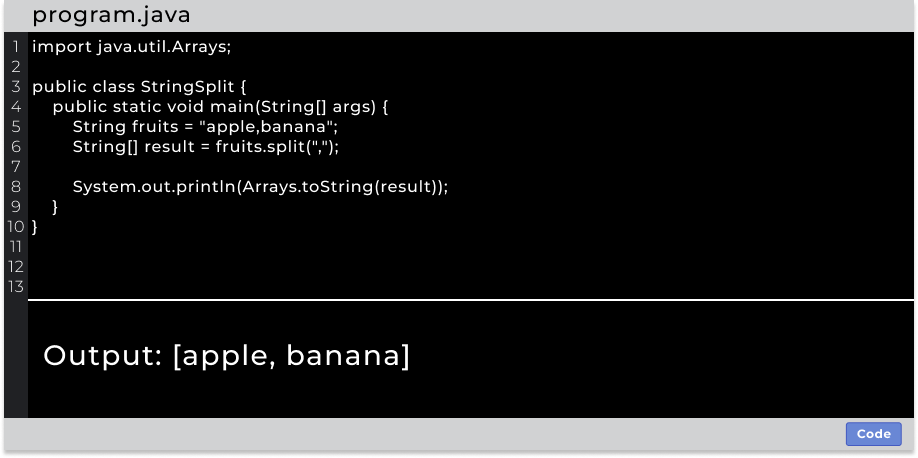 program.java
1 import java.util.Arrays;
2
3 public class StringSplit {
4     public static void main(String[] args) {
5         String fruits = "apple,banana";
6         String[] result = fruits.split(",");
7
8         System.out.println(Arrays.toString(result));
9     }
10 }
11
12
13
Output: [apple, banana]
Code